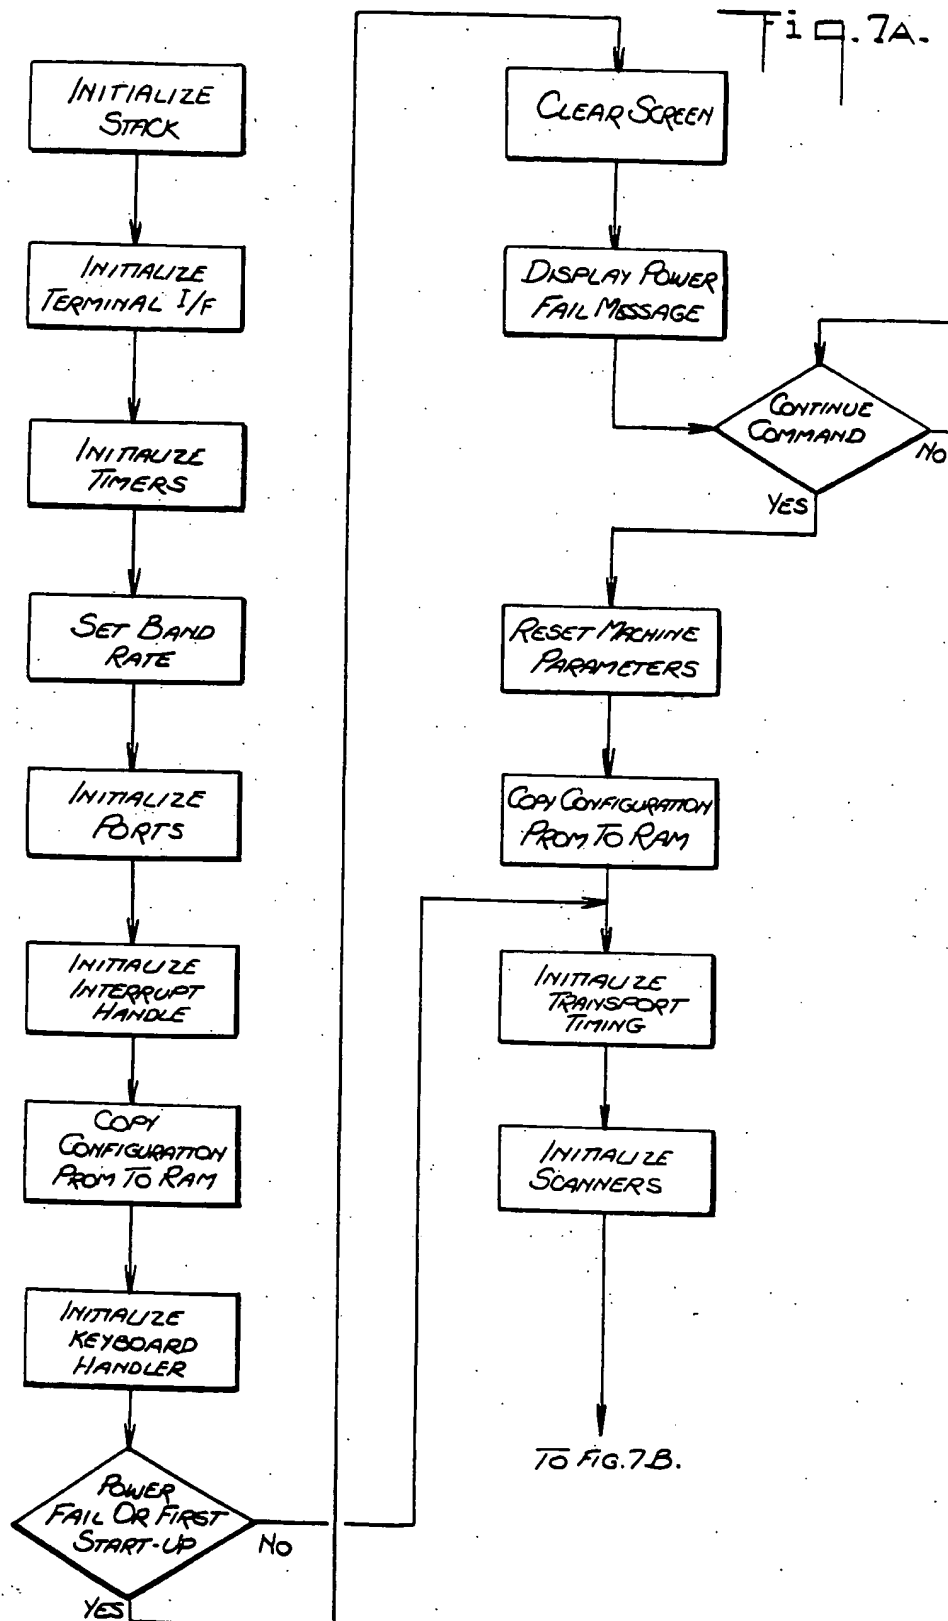 Fig. 7A.
INITIALIZE
STACK
INITIALIZE
TERMINAL I/F
INITIALIZE
TIMERS
SET BAND
RATE
INITIALIZE
PORTS
INITIALIZE
INTERRUPT
HANDLE
COPY
CONFIGURATION
PROM TO RAM
INITIALIZE
KEYBOARD
HANDLER
POWER
FAIL OR FIRST
START-UP
NO
YES
CLEAR SCREEN
DISPLAY POWER
FAIL MESSAGE
CONTINUE
COMMAND
NO
YES
RESET MACHINE
PARAMETERS
COPY CONFIGURATION
PROM TO RAM
INITIALIZE
TRANSPORT
TIMING
INITIALIZE
SCANNERS
TO FIG. 7B.